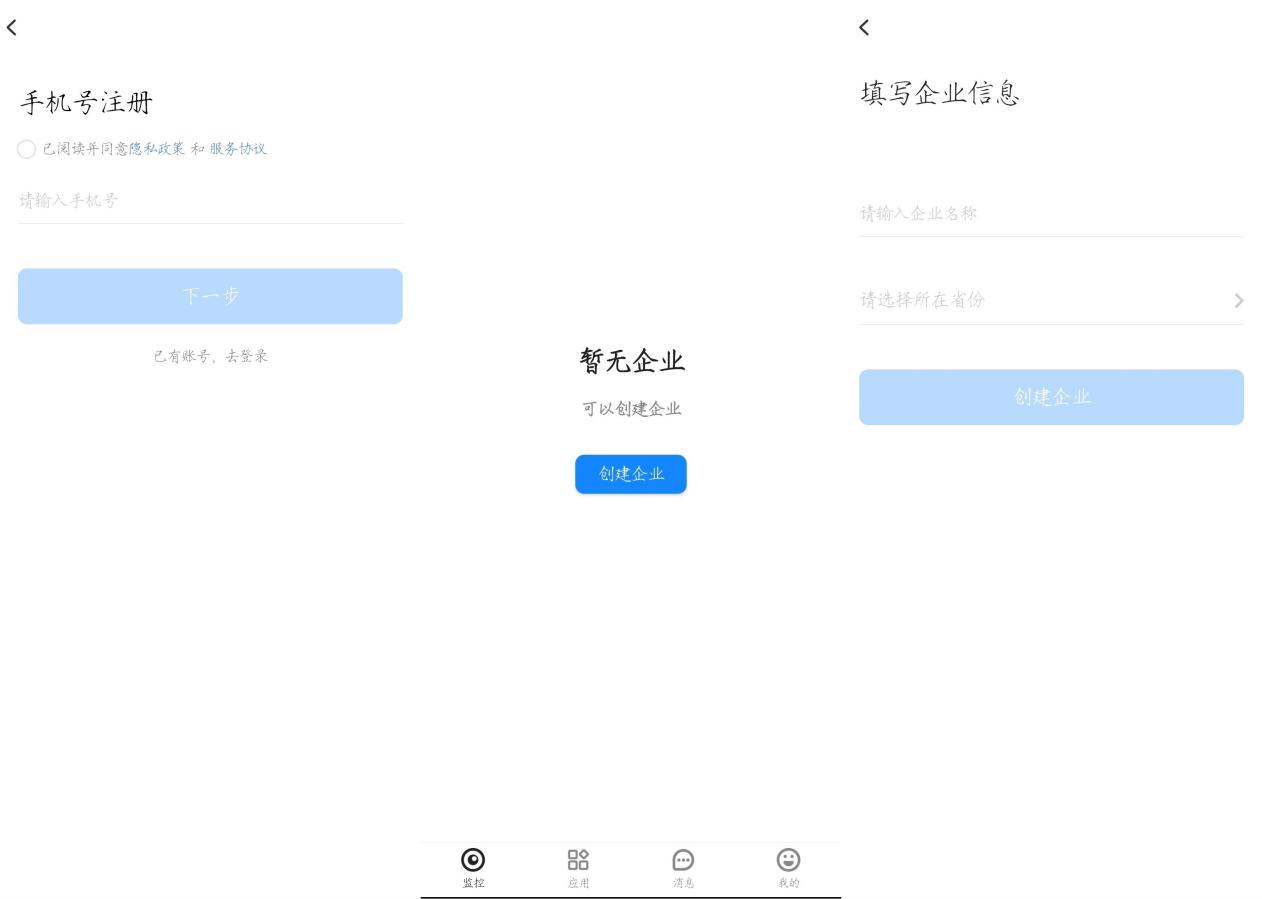 手机号注册
已阅读并同意隐私政策 和 服务协议
请输入手机号
下一步
已有账号，去登录
暂无企业
可以创建企业
创建企业
监控
应用
消息
我的
填写企业信息
请输入企业名称
请选择所在省份
创建企业